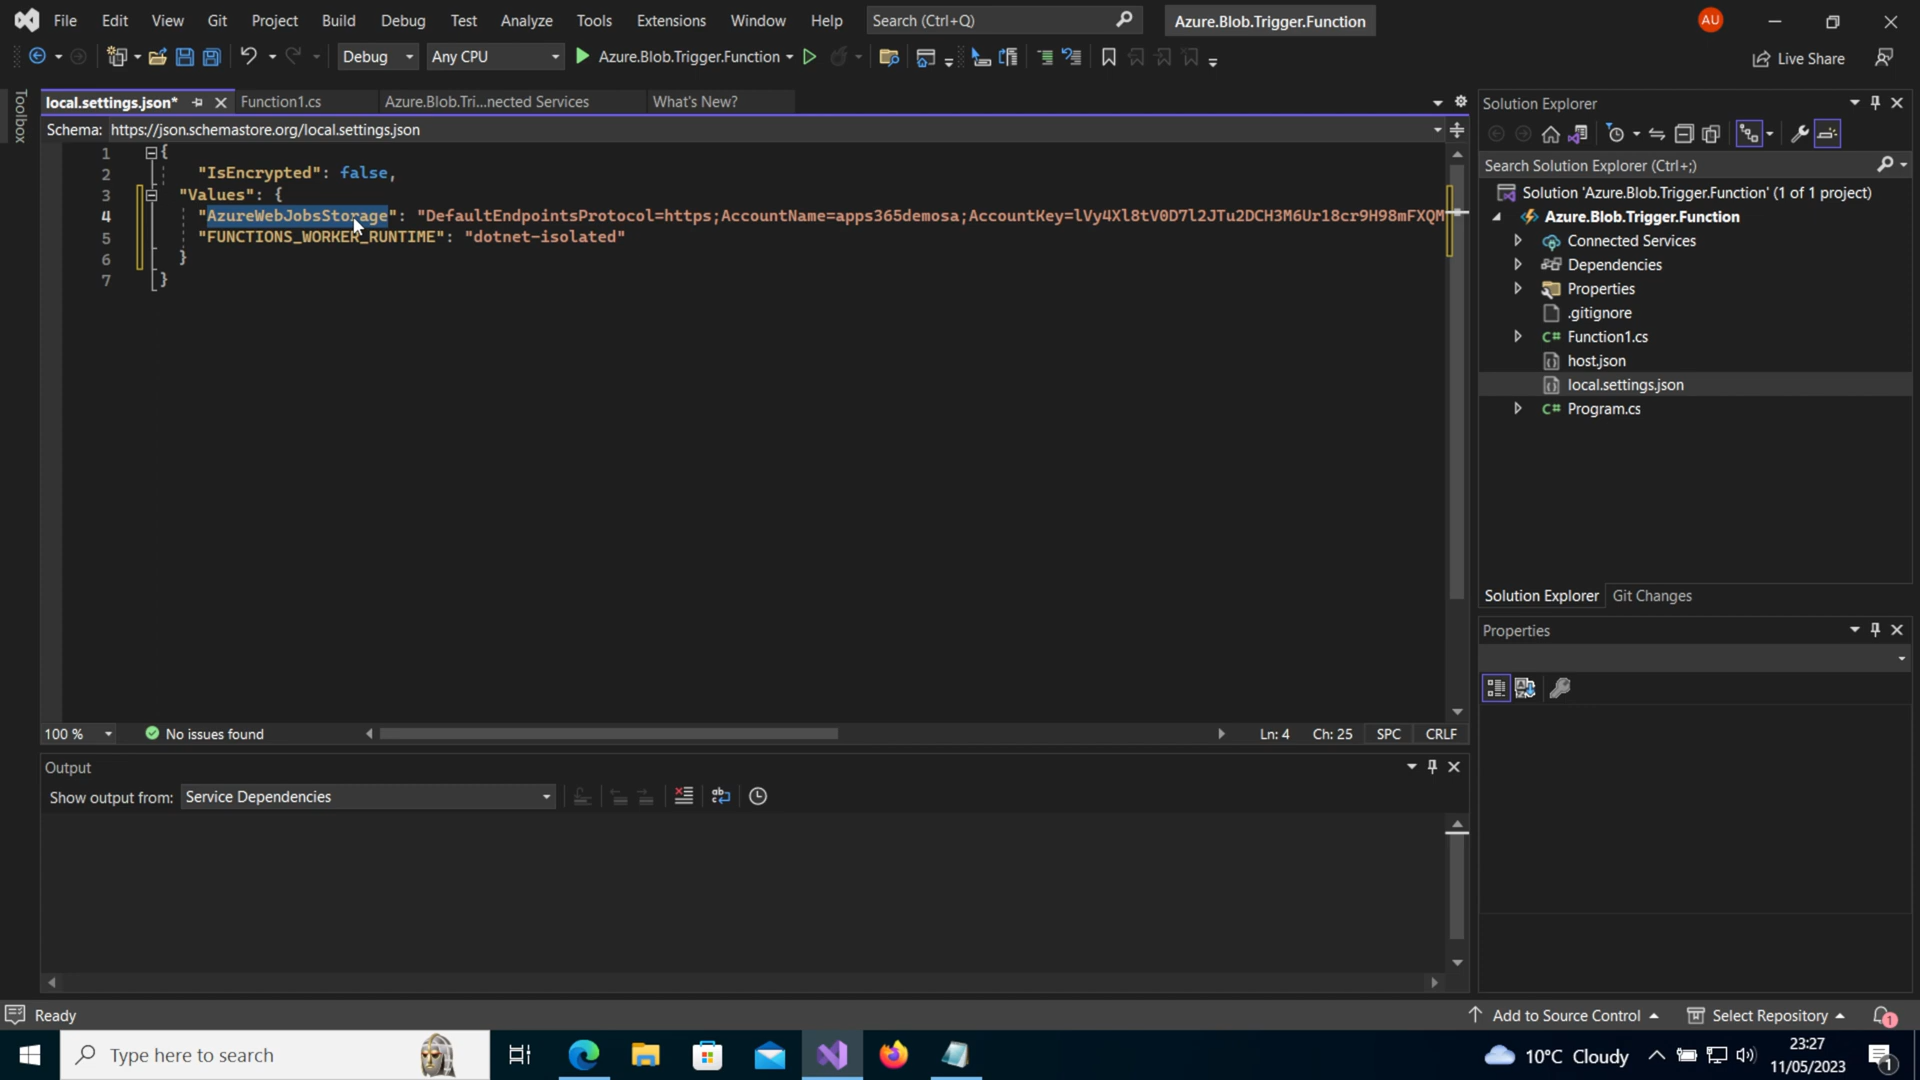 File Edit View Git Project Build Debug Test Analyze Tools Extensions Window Help Search (Ctrl+Q) Azure.Blob.Trigger.Function AU
Debug Any CPU Azure.Blob.Trigger.Function Live Share
Toolbox
local.settings.json* Function1.cs Azure.Blob.Tri...nected Services What's New?
Schema: https://json.schemastore.org/local.settings.json
1 {
2 "IsEncrypted": false,
3 "Values": {
4 "AzureWebJobsStorage": "DefaultEndpointsProtocol=https;AccountName=apps365demosa;AccountKey=
5 "FUNCTIONS_WORKER_RUNTIME": "dotnet-isolated"
6 }
7 }
100 % No issues found Ln: 4 Ch: 25 SPC CRLF
Output
Show output from: Service Dependencies
Solution Explorer
Search Solution Explorer (Ctrl+;)
Solution 'Azure.Blob.Trigger.Function' (1 of 1 project)
Azure.Blob.Trigger.Function
Connected Services
Dependencies
Properties
.gitignore
C# Function1.cs
host.json
local.settings.json
C# Program.cs
Solution Explorer Git Changes
Properties
Ready Add to Source Control Select Repository 1
Type here to search 10°C Cloudy 23:27
11/05/2023 1